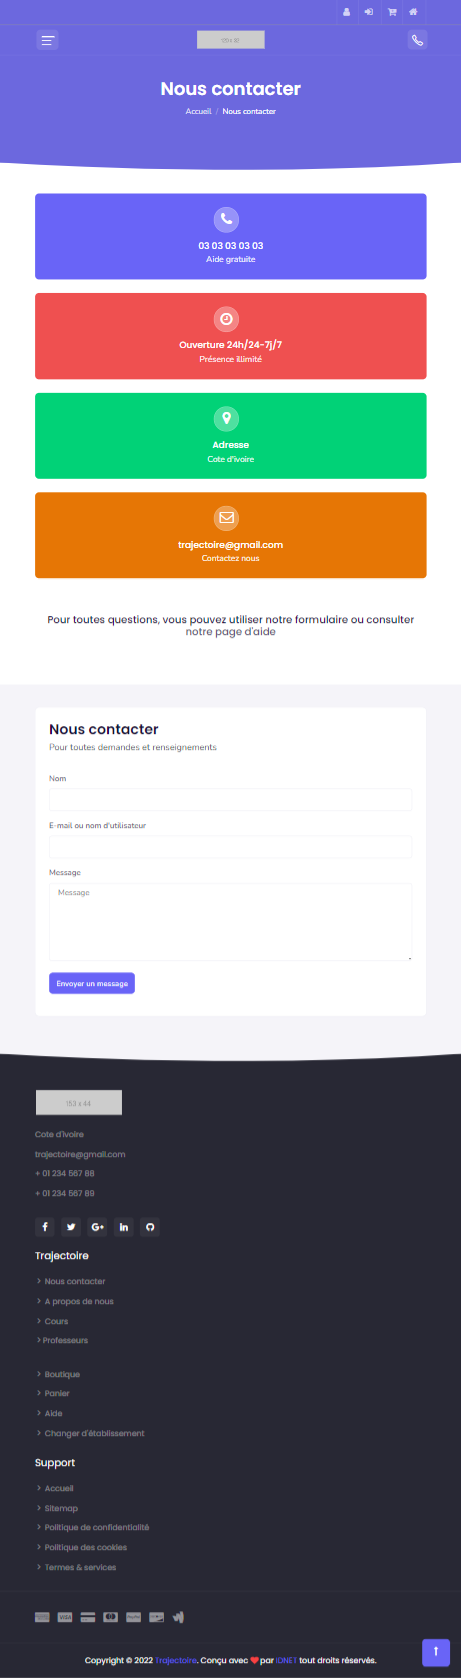 Nous contacter
Accueil / Nous contacter
03 03 03 03 03
Aide gratuite
Ouverture 24h/24-7j/7
Présence illimité
Adresse
Cote d'ivoire
trajectoire@gmail.com
Contactez nous
Pour toutes questions, vous pouvez utiliser notre formulaire ou consulter
notre page d'aide
Nous contacter
Pour toutes demandes et renseignements
Nom
E-mail ou nom d'utilisateur
Message
Message
Envoyer un message
153 x 44
Cote d'ivoire
trajectoire@gmail.com
+ 01 234 567 88
+ 01 234 567 89
Trajectoire
Nous contacter
A propos de nous
Cours
Professeurs
Boutique
Panier
Aide
Changer d'établissement
Support
Accueil
Sitemap
Politique de confidentialité
Politique des cookies
Termes & services
VISA
Copyright © 2022 Trajectoire. Conçu avec ❤ par IDNET tout droits réservés.